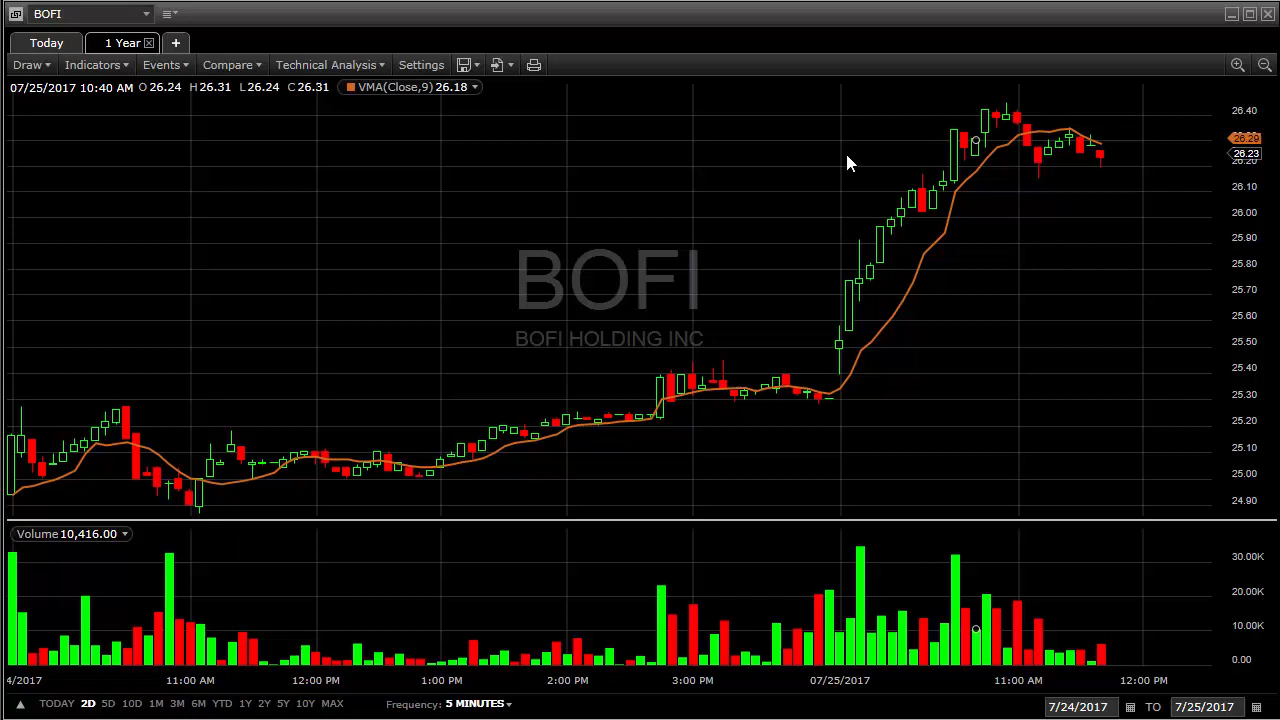 BOFI
Today 1 Year +
Draw Indicators Events Compare Technical Analysis Settings
07/25/2017 10:40 AM O 26.24 H 26.31 L 26.24 C 26.31 VMA(Close,9) 26.18
26.40
26.29
26.23
26.20
26.10
26.00
25.90
25.80
25.70
25.60
25.50
25.40
25.30
25.20
25.10
25.00
24.90
BOFI
BOFI HOLDING INC
Volume 10,416.00
30.00K
20.00K
10.00K
0.00
4/2017 11:00 AM 12:00 PM 1:00 PM 2:00 PM 3:00 PM 07/25/2017 11:00 AM 12:00 PM
TODAY 2D 5D 10D 1M 3M 6M YTD 1Y 2Y 5Y 10Y MAX Frequency: 5 MINUTES 7/24/2017 TO 7/25/2017